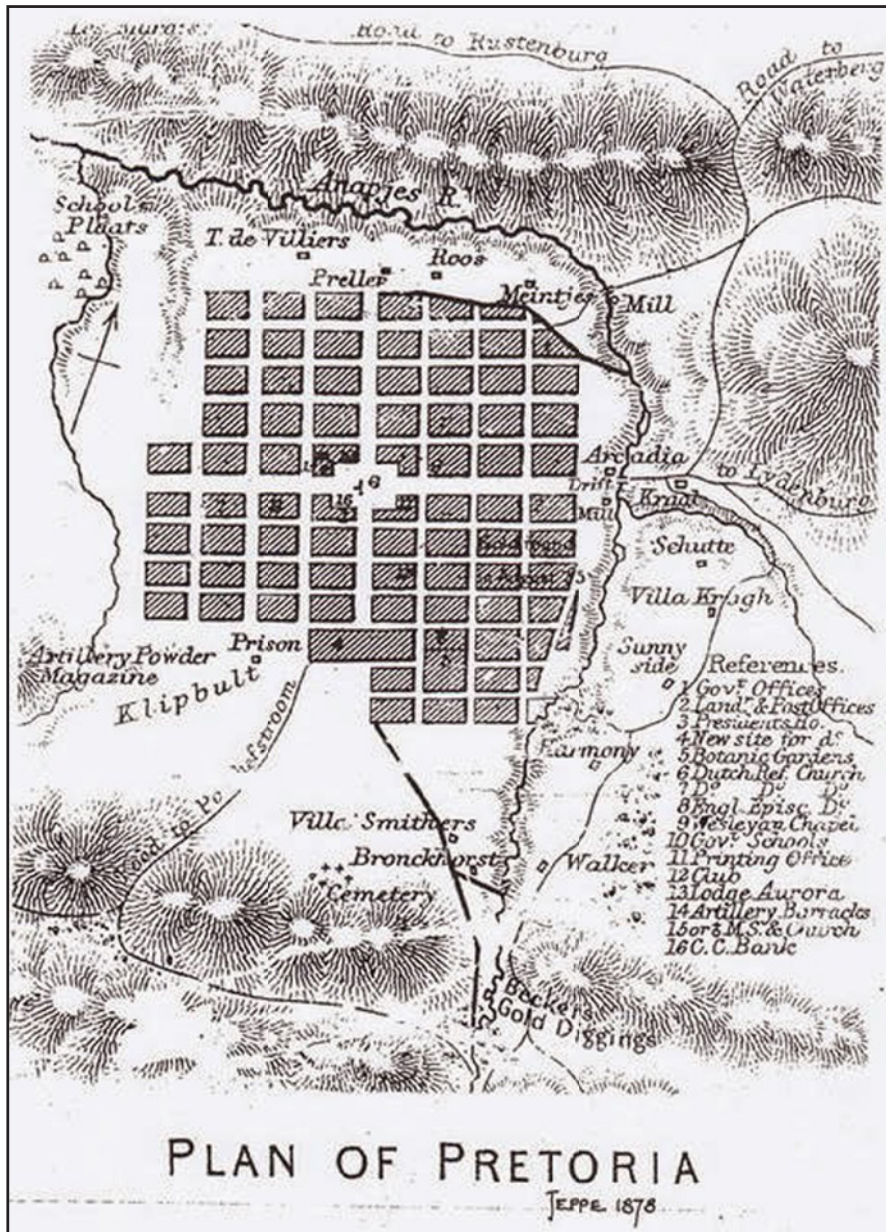 Road to Rustenburg
Road to
Waterberg
Aapjes R.
Schools
Plaats
T. de Villiers
Roos
Preller
Meintjes
Mill
Arcadia
Drift
to Lydenburg
Kraal
Mill
Schutte
Villa Krogh
Sunny
side
Prison
Artillery Powder
Magazine
Klipbult
Harmony
Villa Smithers
Bronckhorst
Walker
Cemetery
Road to Po
hefstroom
Beckers
Gold Diggings
References.
1 Govt. Offices
2 Landt. & Post Offices
3 Presidents Ho.
4 New site for do.
5 Botanic Gardens
6 Dutch Ref. Church
7 Do Do Do
8 Engl. Episc. Do
9 Wesleyan Chapel
10 Govt. Schools
11 Printing Office
12 Club
13 Lodge Aurora
14 Artillery Barracks
15 M.S. & Church
16 C.C. Bank
PLAN OF PRETORIA
JEPPE 1878